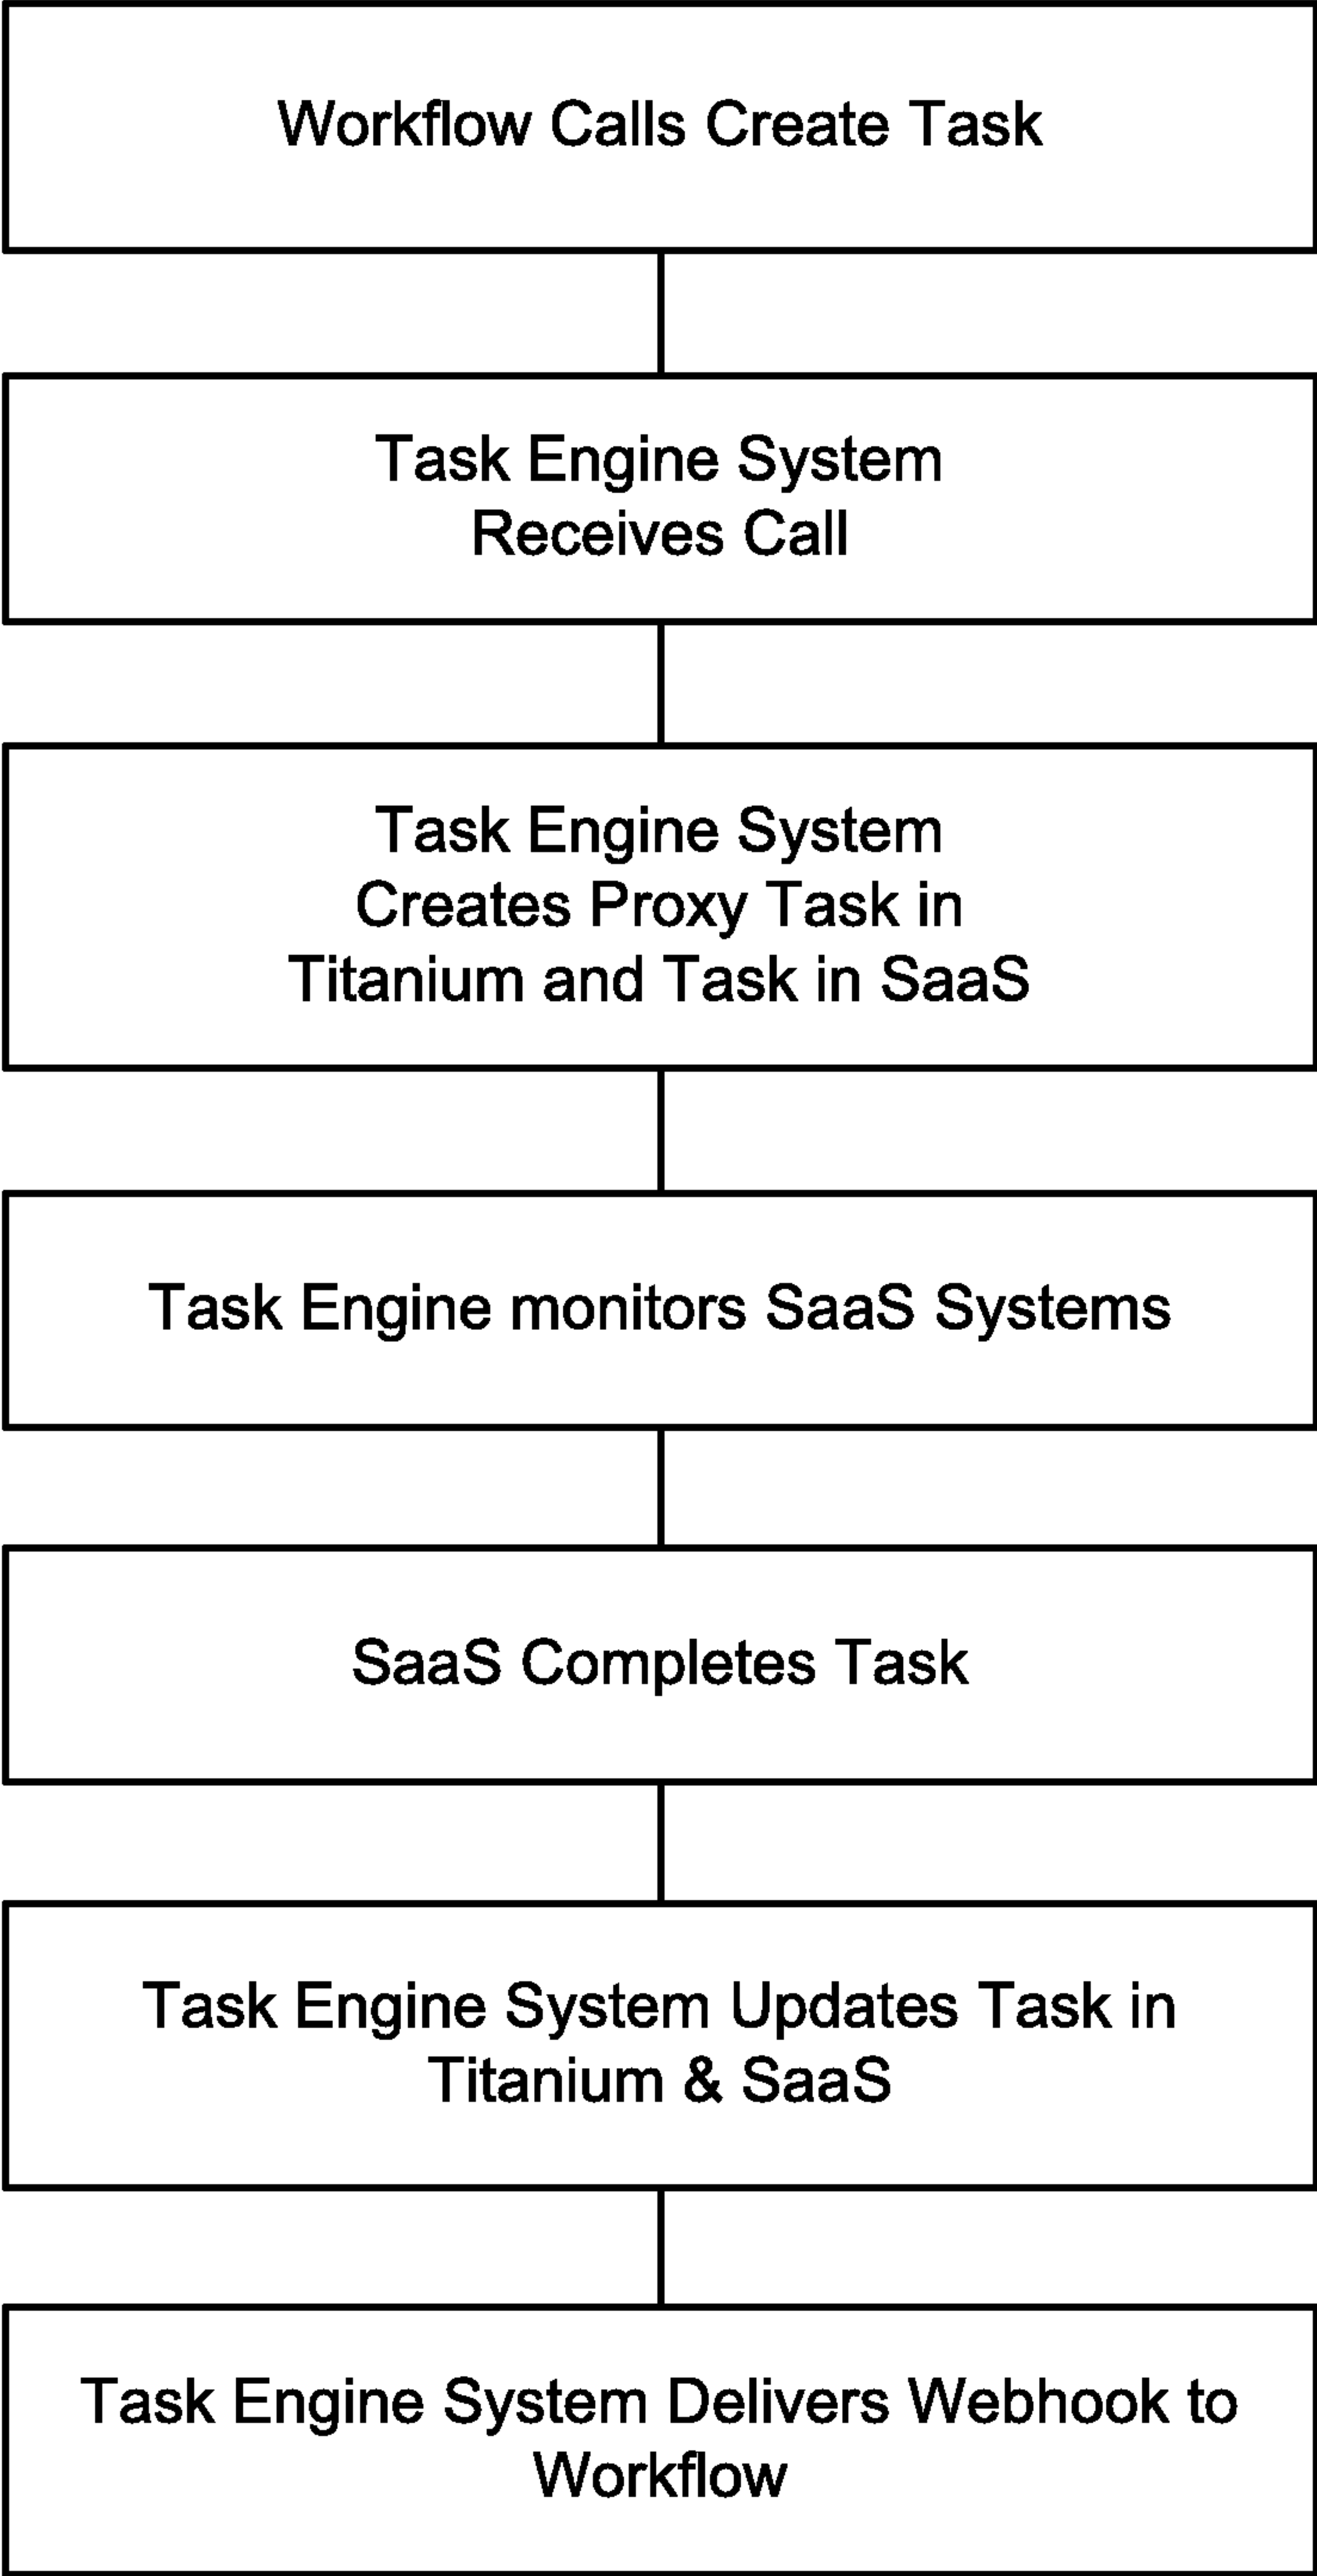 Workflow Calls Create Task
Task Engine System
Receives Call
Task Engine System
Creates Proxy Task in
Titanium and Task in SaaS
Task Engine monitors SaaS Systems
SaaS Completes Task
Task Engine System Updates Task in
Titanium & SaaS
Task Engine System Delivers Webhook to
Workflow